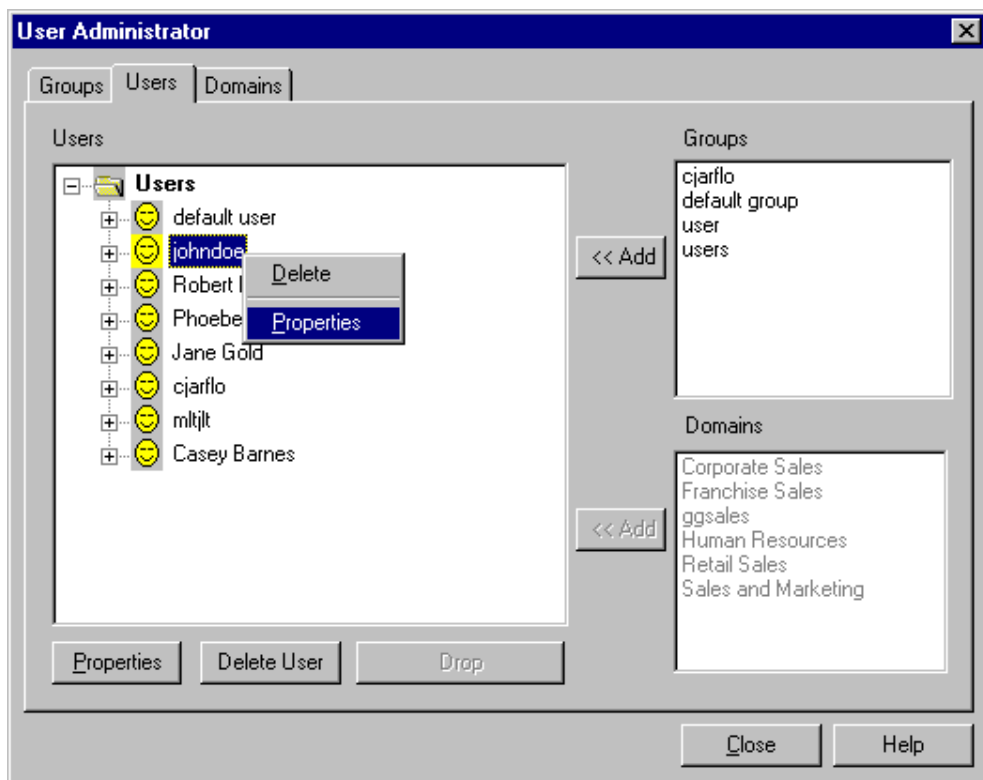 User Administrator
Groups Users Domains
Users
Users
default user
johndoe
Robert
Phoebe
Jane Gold
cjarflo
mltjlt
Casey Barnes
Delete
Properties
<< Add
Groups
cjarflo
default group
user
users
<< Add
Domains
Corporate Sales
Franchise Sales
ggsales
Human Resources
Retail Sales
Sales and Marketing
Properties Delete User Drop
Close Help